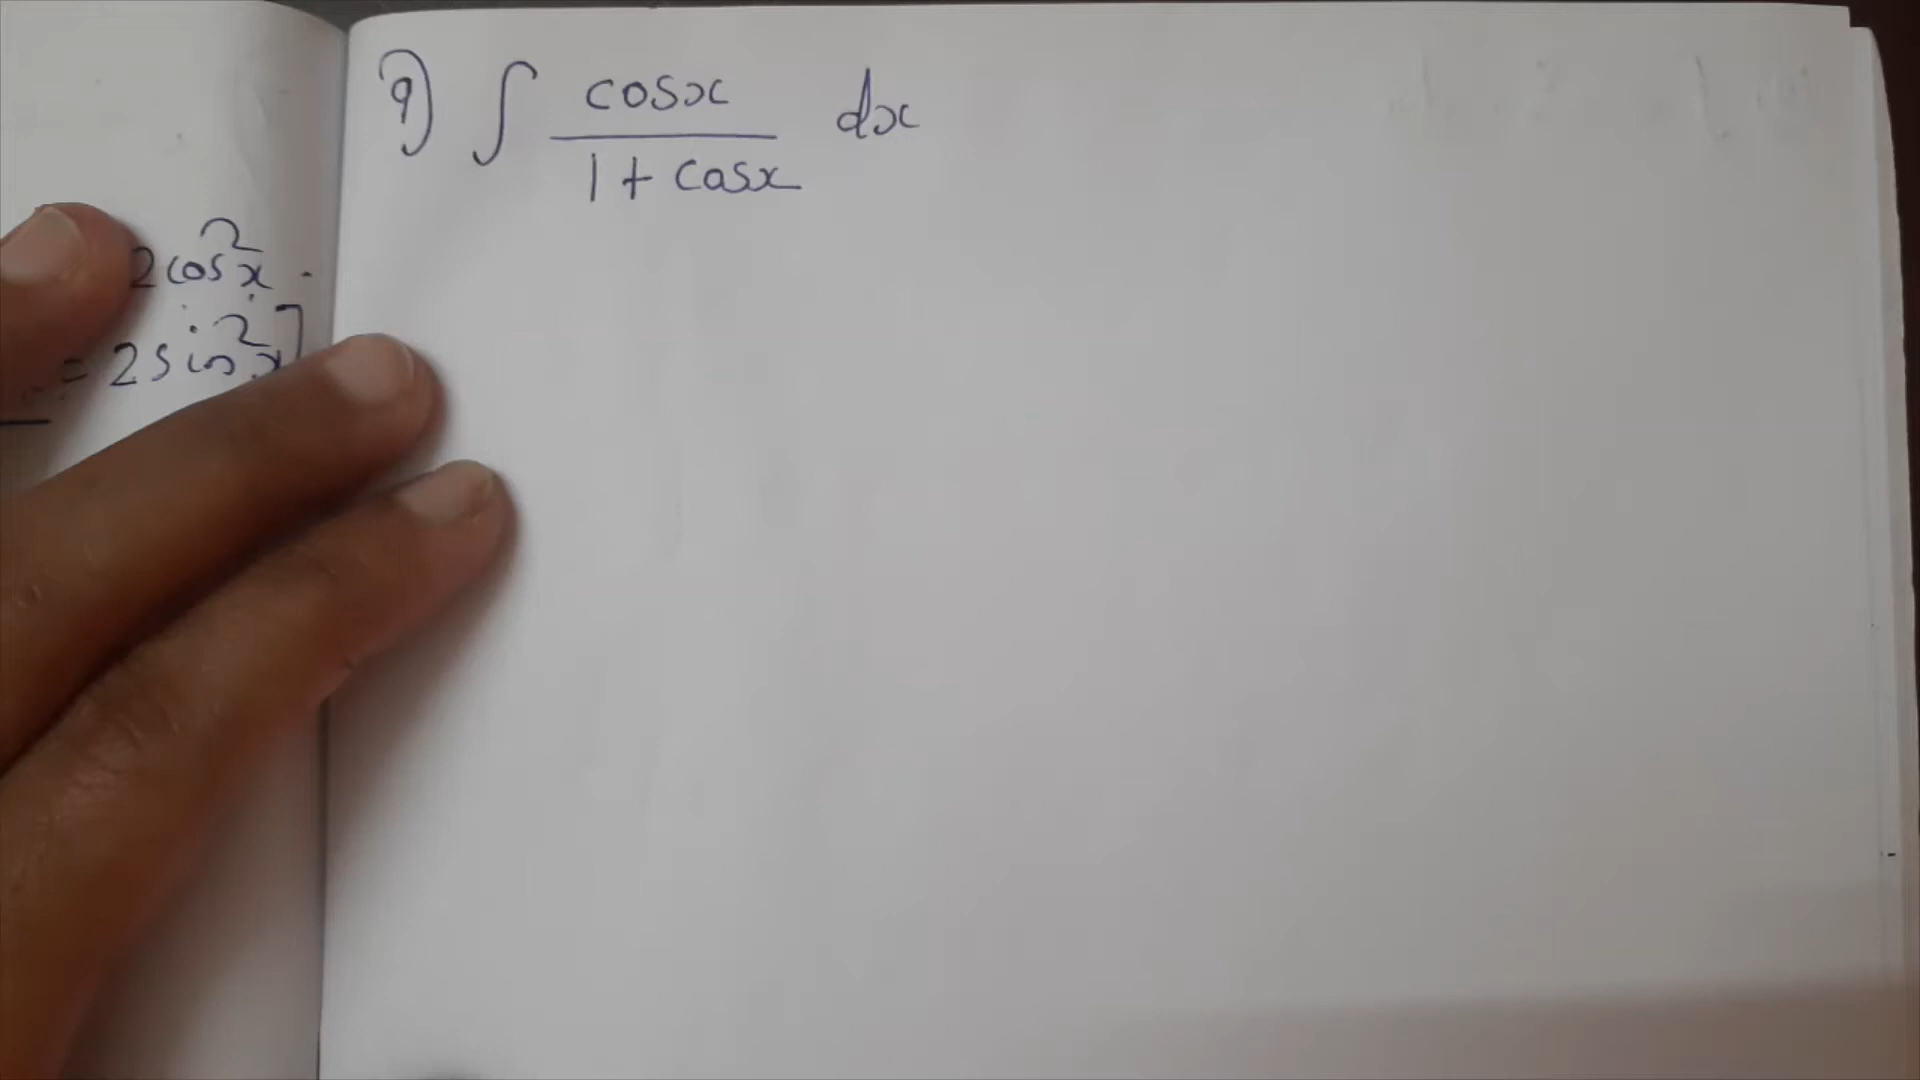 9) ∫ cosx / 1 + cosx dx
2cos²x
= 2sin²x]